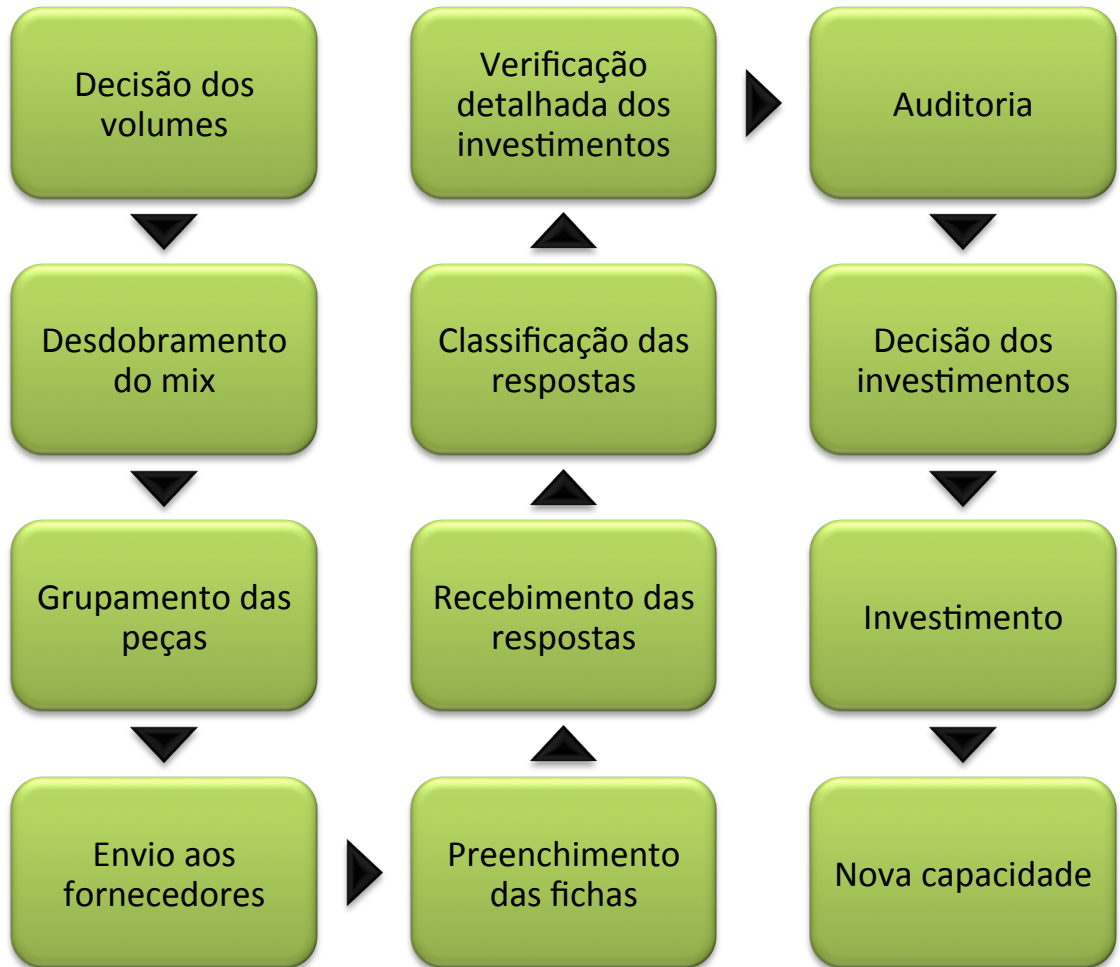 Decisão dos
volumes
Desdobramento
do mix
Grupamento das
peças
Envio aos
fornecedores
Preenchimento
das fichas
Recebimento das
respostas
Classificação das
respostas
Verificação
detalhada dos
investimentos
Auditoria
Decisão dos
investimentos
Investimento
Nova capacidade